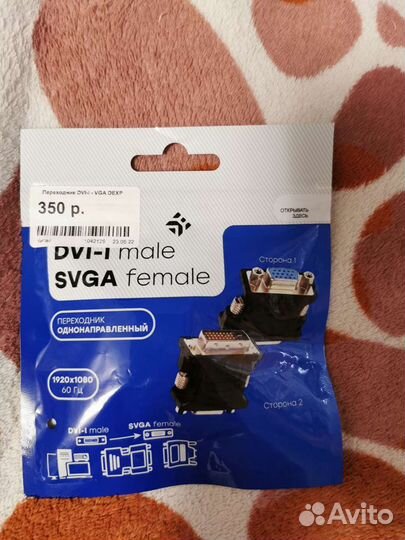 Переходник DVI-I - VGA DEXP
350 р.
1042125 23.06.22
ОТКРЫВАТЬ
ЗДЕСЬ
DVI-I male
SVGA female
Сторона 1
ПЕРЕХОДНИК
ОДНОНАПРАВЛЕННЫЙ
1920x1080
60 Гц
Сторона 2
DVI-I male
SVGA female
Avito